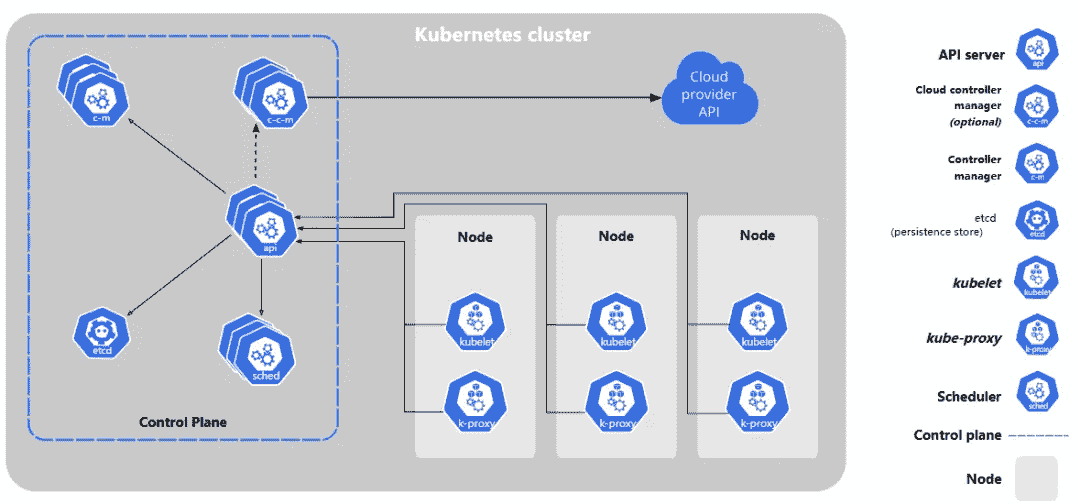 Kubernetes cluster
c-m
c-c-m
Cloud
provider
API
api
Node
Node
Node
etcd
sched
kubelet
kubelet
kubelet
k-proxy
k-proxy
k-proxy
Control Plane
API server
api
Cloud controller
manager
(optional)
c-c-m
Controller
manager
c-m
etcd
(persistence store)
etcd
kubelet
kubelet
kube-proxy
k-proxy
Scheduler
sched
Control plane
Node